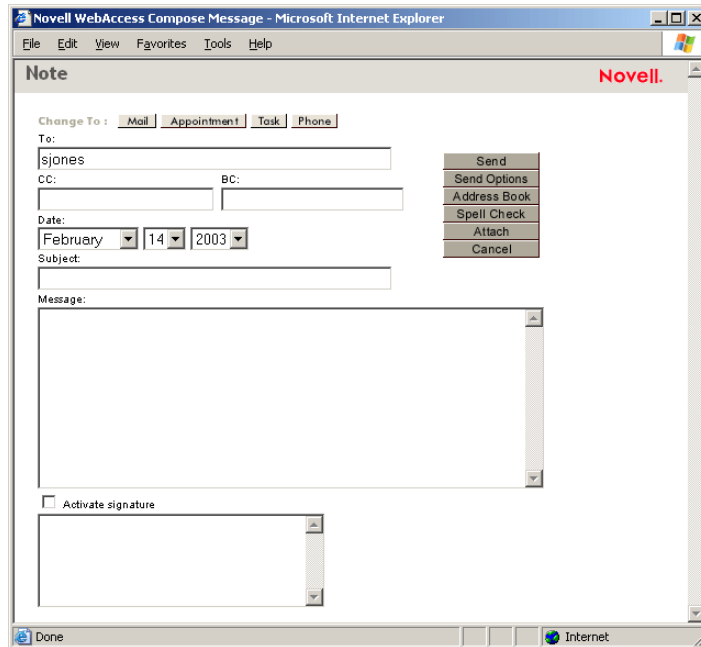 Novell WebAccess Compose Message - Microsoft Internet Explorer
File Edit View Favorites Tools Help
Note
Novell.
Change To : Mail Appointment Task Phone
To:
sjones
Send
CC: BC:
Send Options
Address Book
Date:
Spell Check
February 14 2003
Attach
Subject:
Cancel
Message:
Activate signature
Done Internet